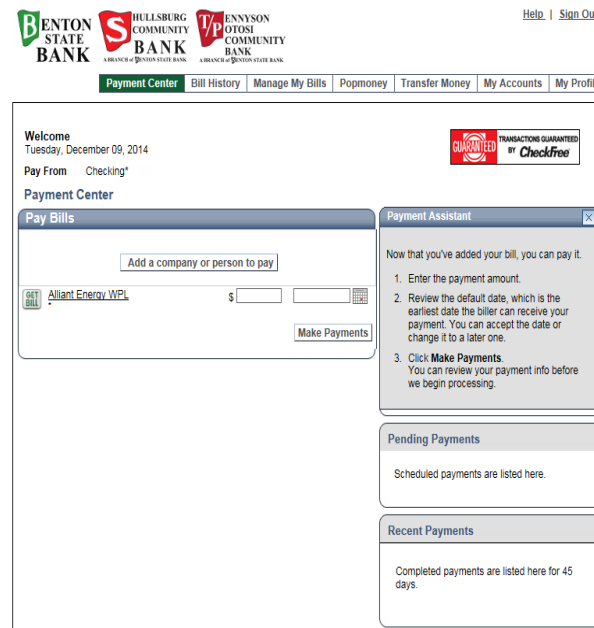 BENTON
STATE
BANK
SHULLSBURG
COMMUNITY
BANK
A BRANCH of BENTON STATE BANK
T/P TENNYSON
POTOSI
COMMUNITY
BANK
A BRANCH of BENTON STATE BANK
Help | Sign Ou
Payment Center Bill History Manage My Bills Popmoney Transfer Money My Accounts My Profil
Welcome
Tuesday, December 09, 2014
GUARANTEED TRANSACTIONS GUARANTEED
BY CheckFree
Pay From Checking*
Payment Center
Pay Bills
Add a company or person to pay
GET BILL Alliant Energy WPL $
*
Make Payments
Payment Assistant X
Now that you've added your bill, you can pay it.
1. Enter the payment amount.
2. Review the default date, which is the
earliest date the biller can receive your
payment. You can accept the date or
change it to a later one.
3. Click Make Payments.
You can review your payment info before
we begin processing.
Pending Payments
Scheduled payments are listed here.
Recent Payments
Completed payments are listed here for 45
days.